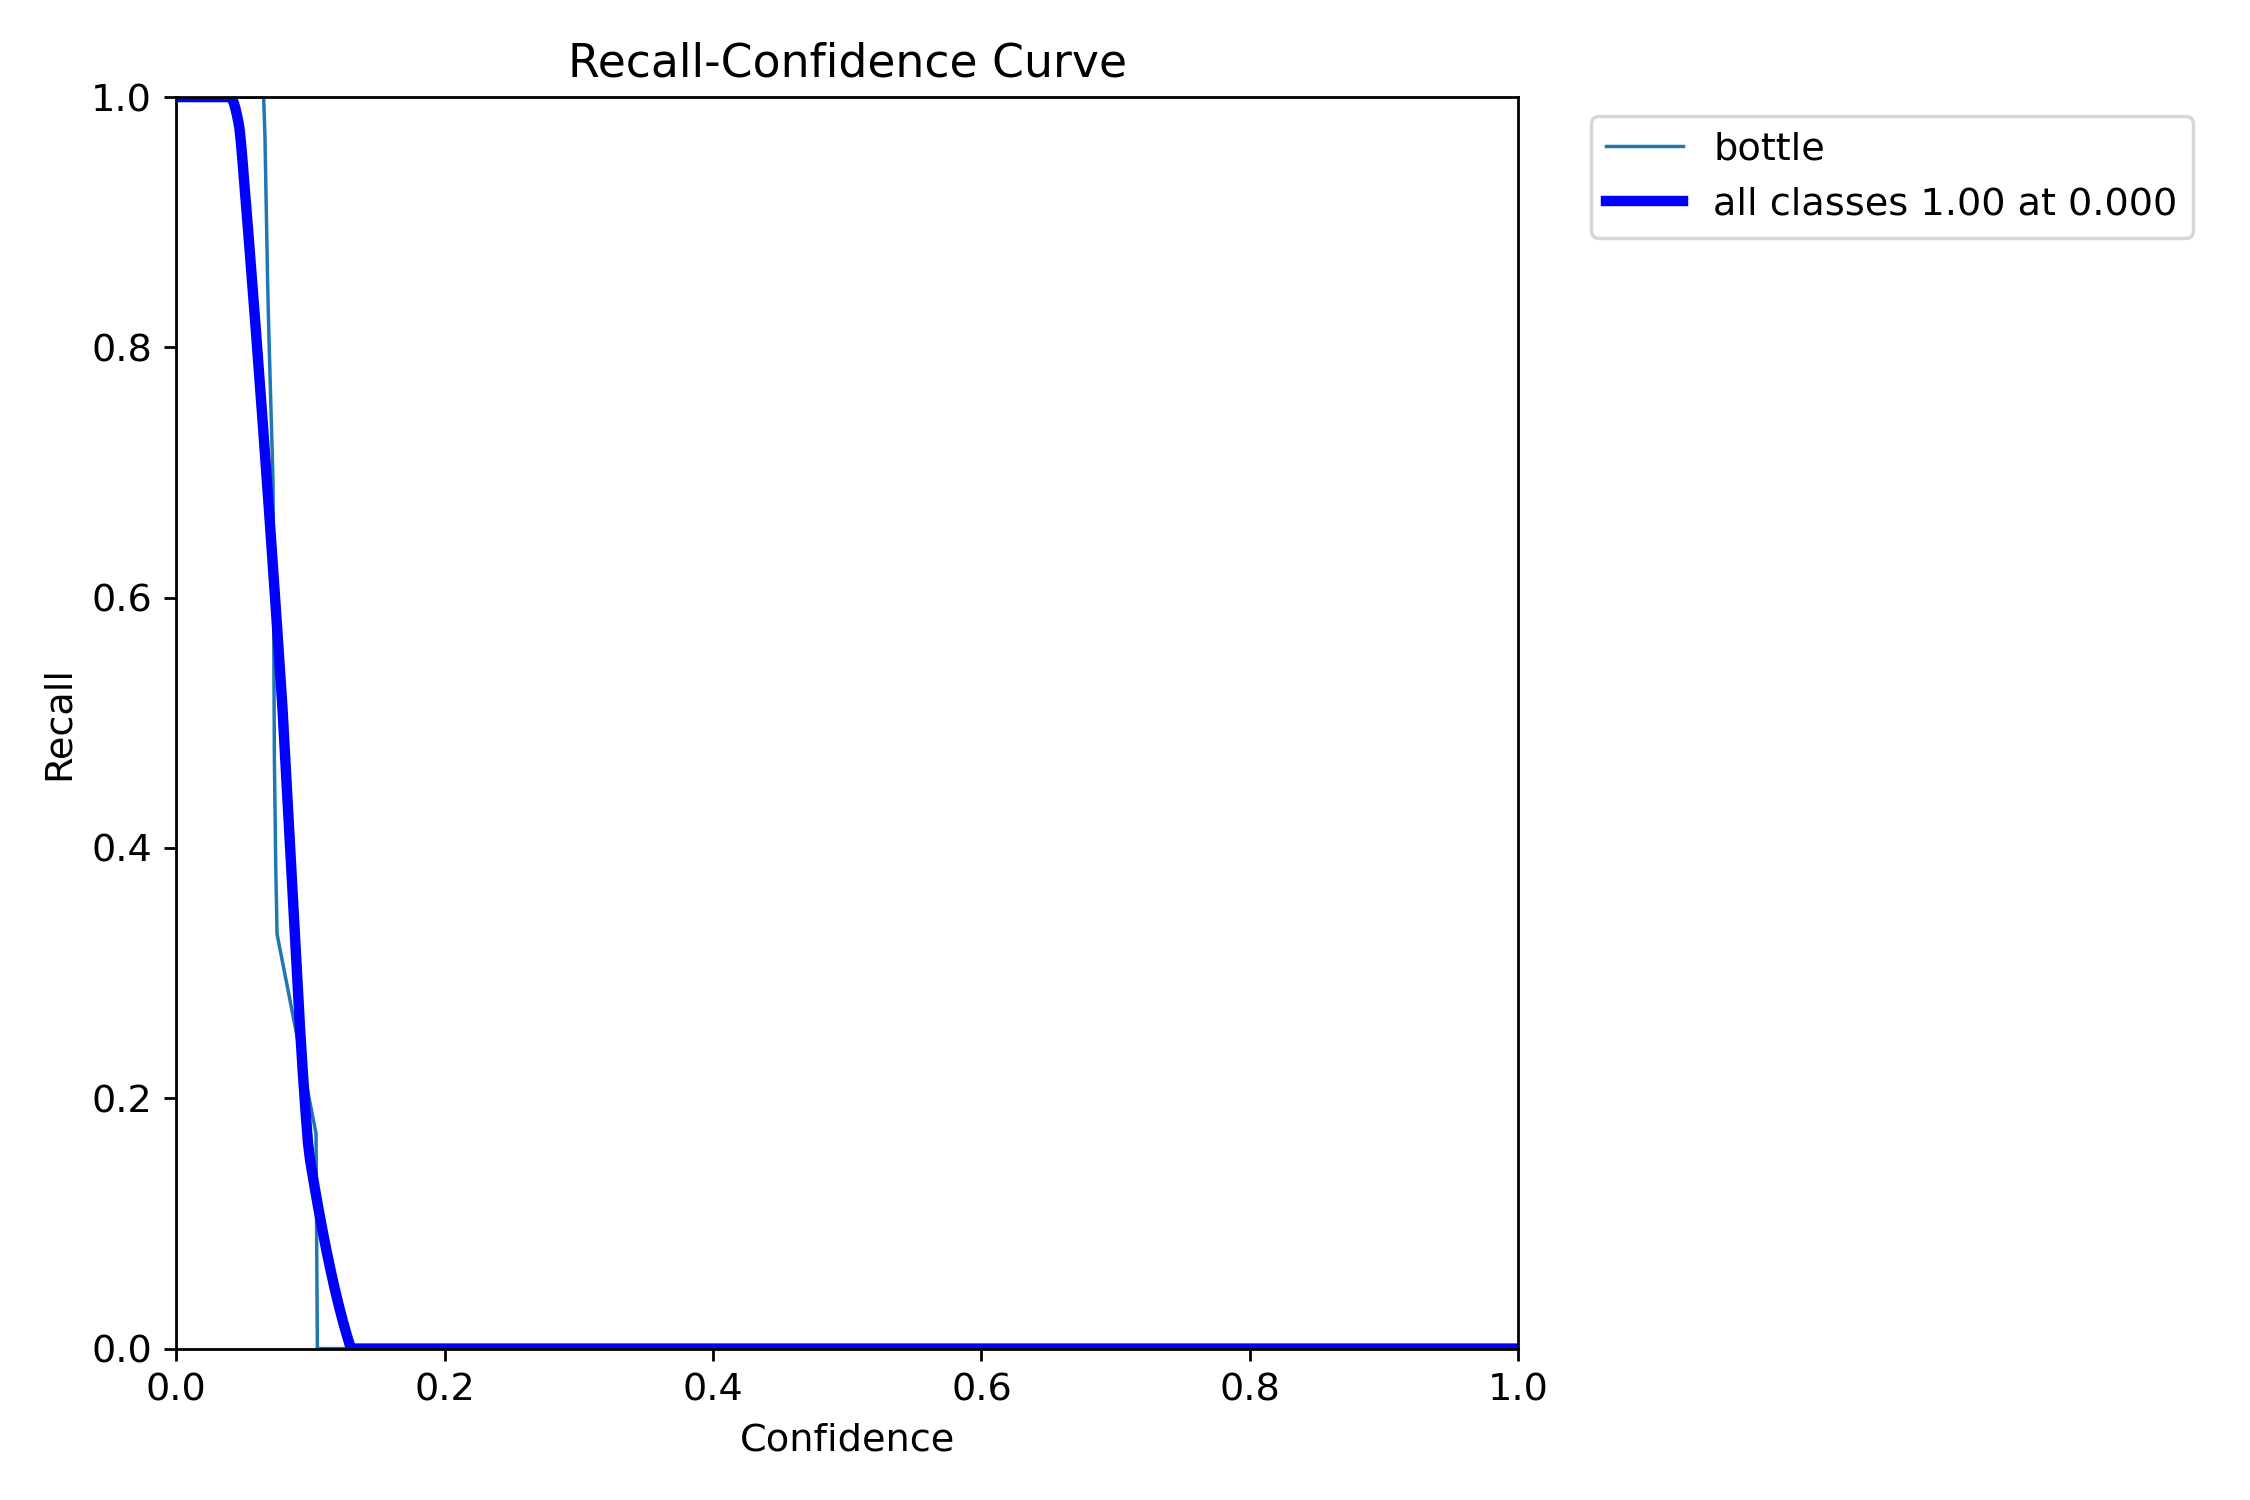 Recall-Confidence Curve
bottle
all classes 1.00 at 0.000
Recall
1.0
0.8
0.6
0.4
0.2
0.0
0.0 0.2 0.4 0.6 0.8 1.0
Confidence